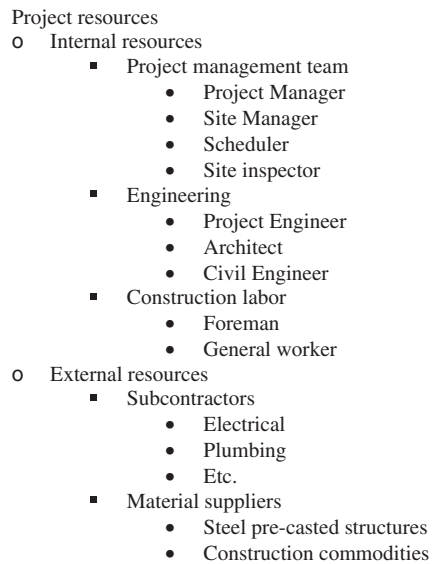 Project resources
o Internal resources
▪ Project management team
• Project Manager
• Site Manager
• Scheduler
• Site inspector
▪ Engineering
• Project Engineer
• Architect
• Civil Engineer
▪ Construction labor
• Foreman
• General worker
o External resources
▪ Subcontractors
• Electrical
• Plumbing
• Etc.
▪ Material suppliers
• Steel pre-casted structures
• Construction commodities